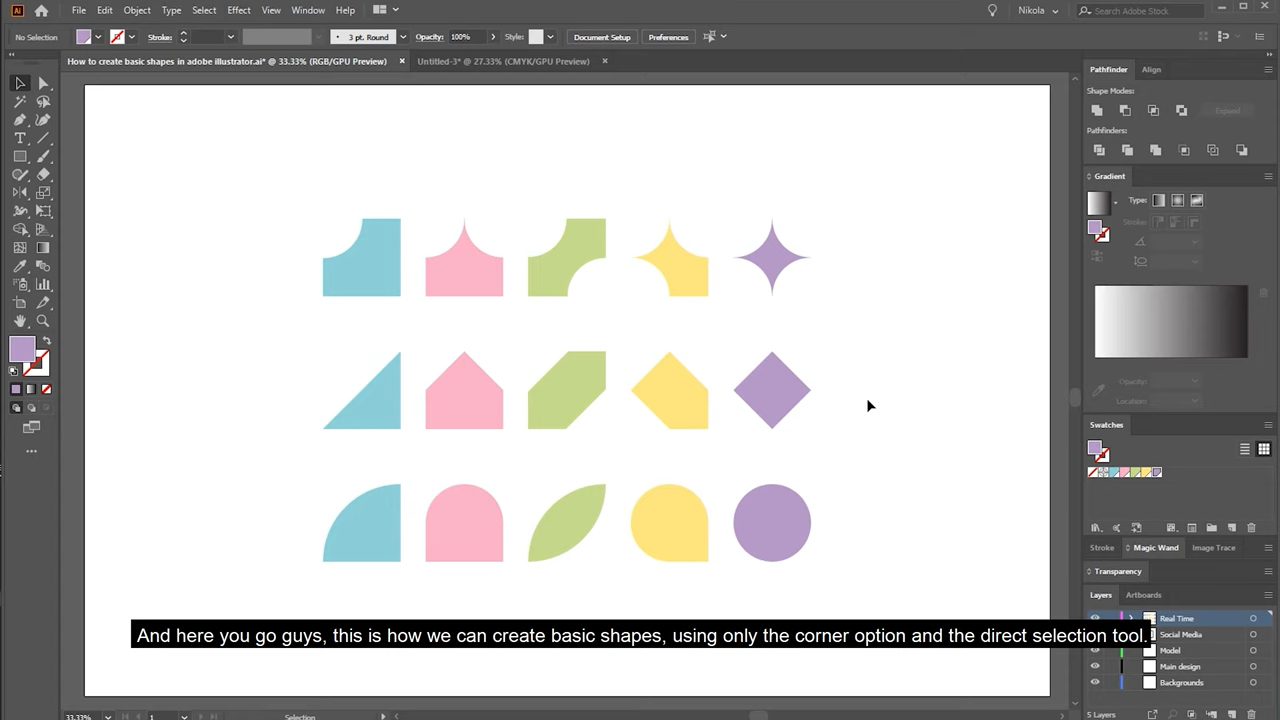 Ai File Edit Object Type Select Effect View Window Help Nikola Search Adobe Stock
No Selection Stroke: 3 pt. Round Opacity: 100% Style: Document Setup Preferences
How to create basic shapes in adobe illustrator.ai* @ 33.33% (RGB/GPU Preview) × Untitled-3* @ 27.33% (CMYK/GPU Preview) ×
Pathfinder Align
Shape Modes:
Expand
Pathfinders:
Gradient
Type:
Stroke:
Opacity:
Location:
Swatches
Stroke Magic Wand Image Trace
Transparency
Layers Artboards
Real Time
Social Media
Model
Main design
Backgrounds
And here you go guys, this is how we can create basic shapes, using only the corner option and the direct selection tool.
33.33% 1 Selection 5 Layers